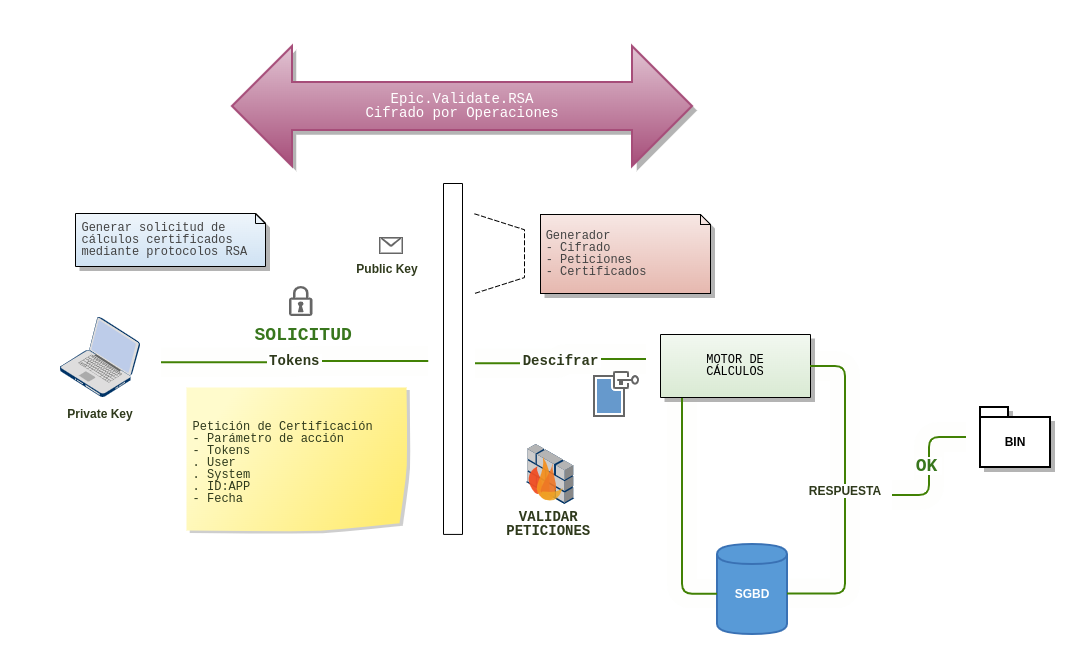 Epic.Validate.RSA
Cifrado por Operaciones
Generar solicitud de
cálculos certificados
mediante protocolos RSA
Public Key
Generador
- Cifrado
- Peticiones
- Certificados
SOLICITUD
Tokens
Descifrar
MOTOR DE
CÁLCULOS
Private Key
Petición de Certificación
- Parámetro de acción
- Tokens
. User
. System
. ID:APP
- Fecha
VALIDAR
PETICIONES
BIN
OK
RESPUESTA
SGBD